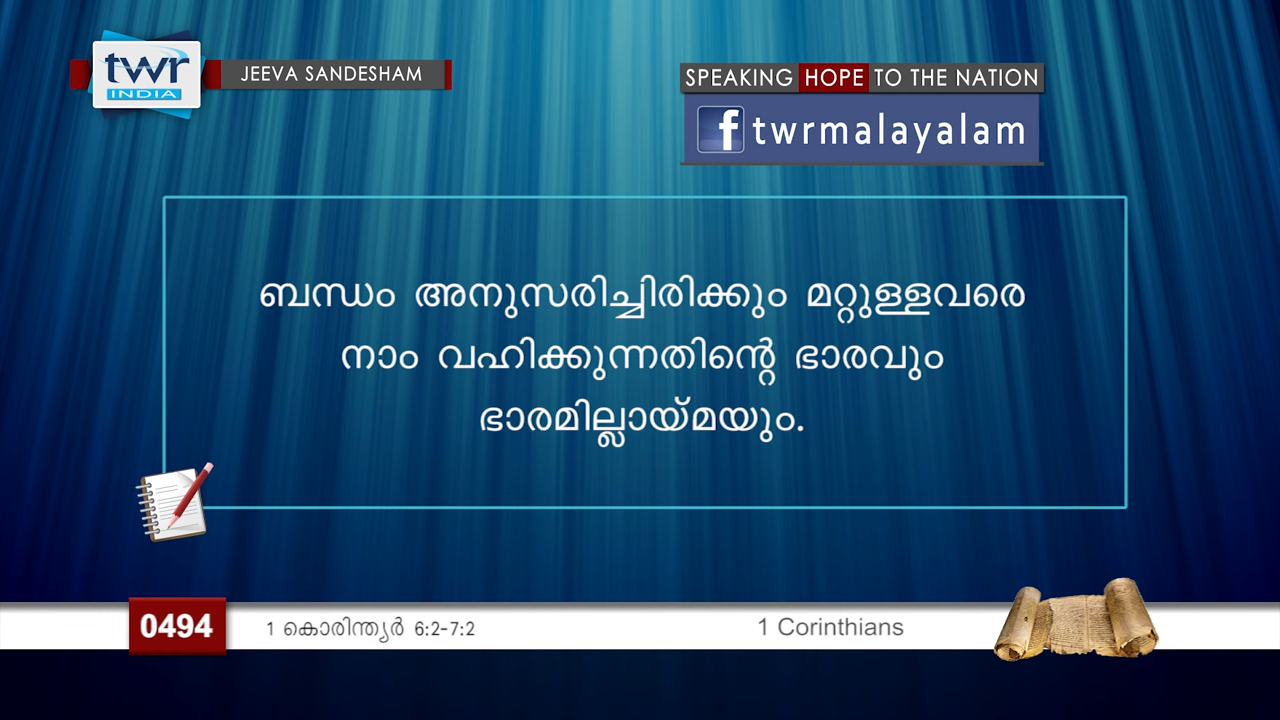 twr
INDIA
JEEVA SANDESHAM
SPEAKING HOPE TO THE NATION
f twrmalayalam
ബന്ധം അനുസരിച്ചിരിക്കും മറ്റുള്ളവരെ
നാം വഹിക്കുന്നതിന്റെ ഭാരവും
ഭാരമില്ലായ്മയും.
0494
1 കൊരിന്ത്യർ 6:2-7:2
1 Corinthians